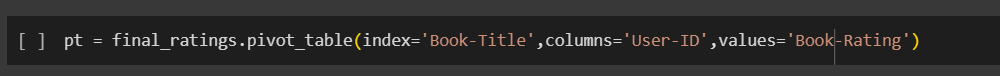 [ ] pt = final_ratings.pivot_table(index='Book-Title',columns='User-ID',values='Book-Rating')